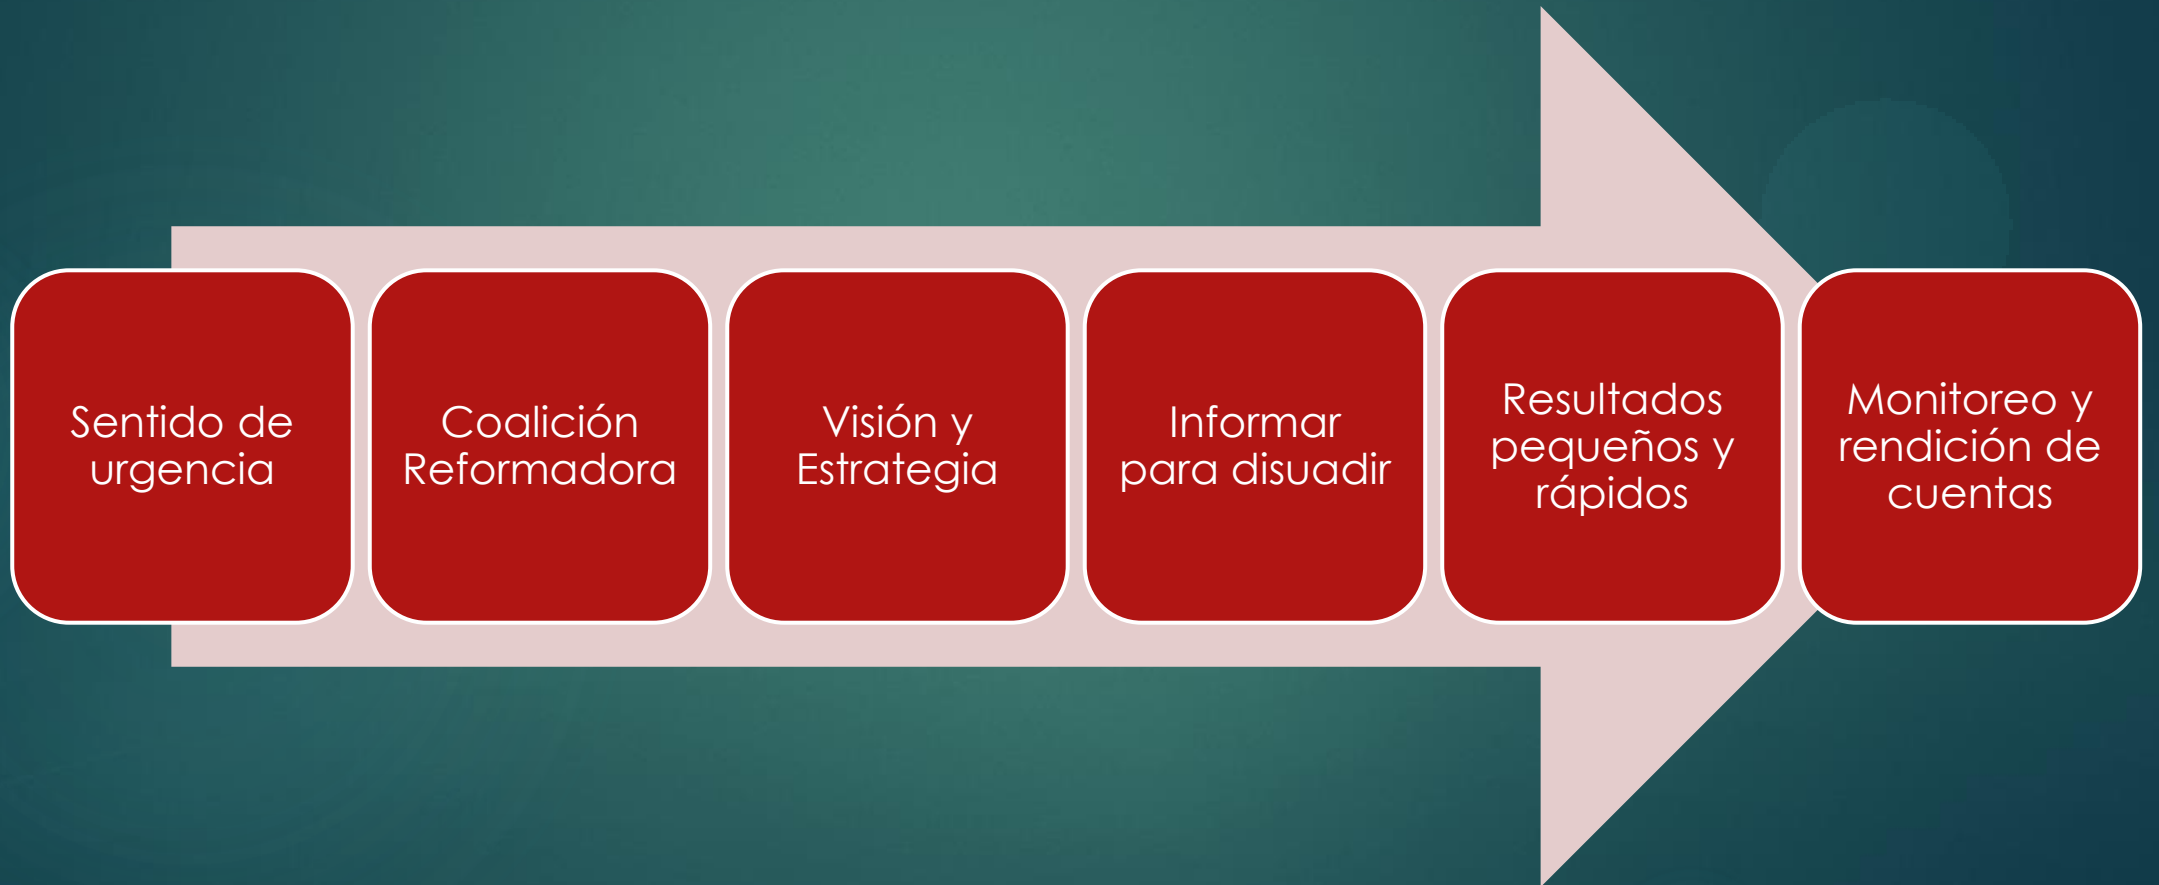 Sentido de
urgencia
Coalición
Reformadora
Visión y
Estrategia
Informar
para disuadir
Resultados
pequeños y
rápidos
Monitoreo y
rendición de
cuentas